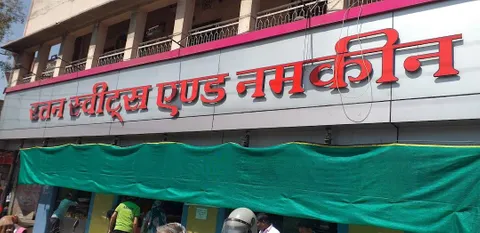 रतन स्वीट्स एण्ड नमकीन